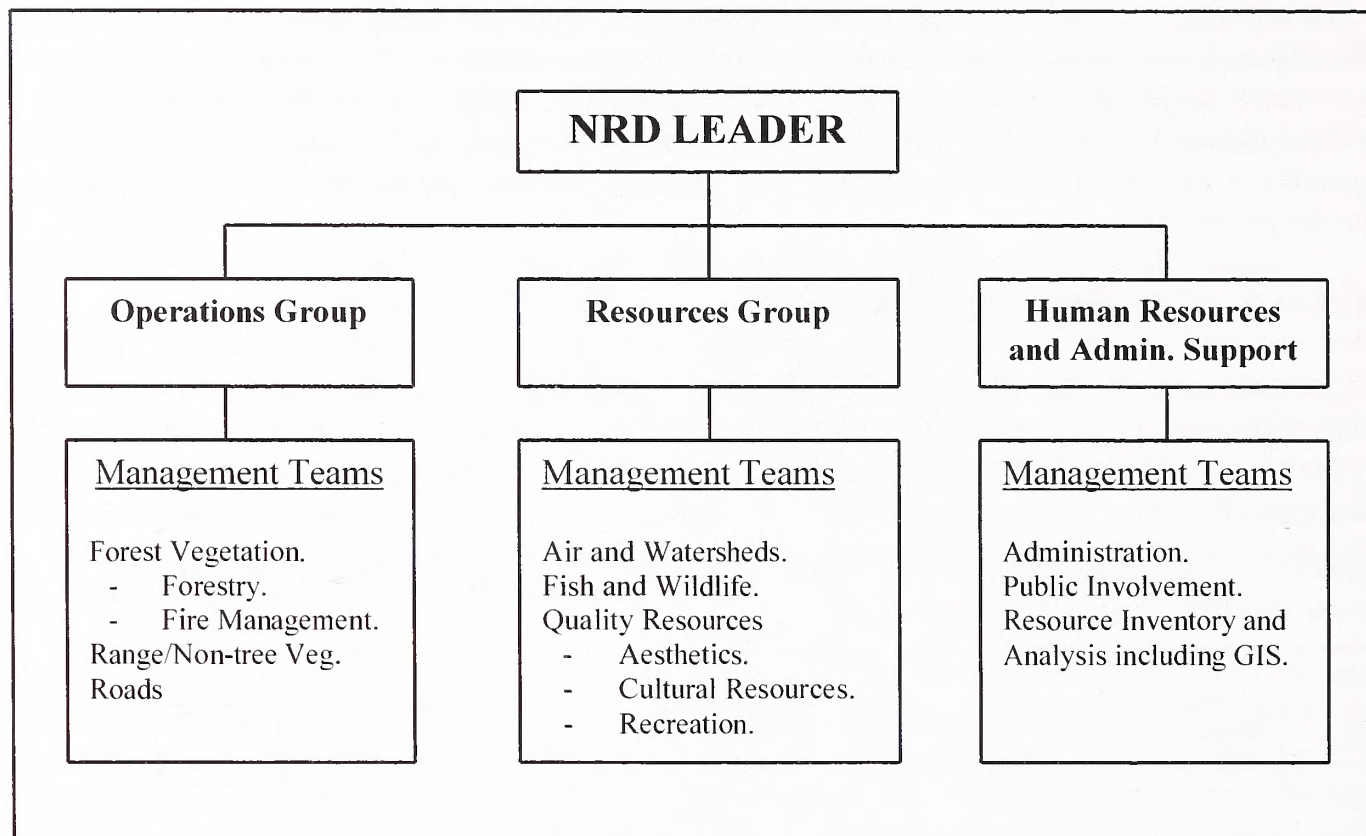 NRD LEADER
Operations Group
Resources Group
Human Resources
and Admin. Support
Management Teams
Forest Vegetation.
- Forestry.
- Fire Management.
Range/Non-tree Veg.
Roads
Management Teams
Air and Watersheds.
Fish and Wildlife.
Quality Resources
- Aesthetics.
- Cultural Resources.
- Recreation.
Management Teams
Administration.
Public Involvement.
Resource Inventory and
Analysis including GIS.